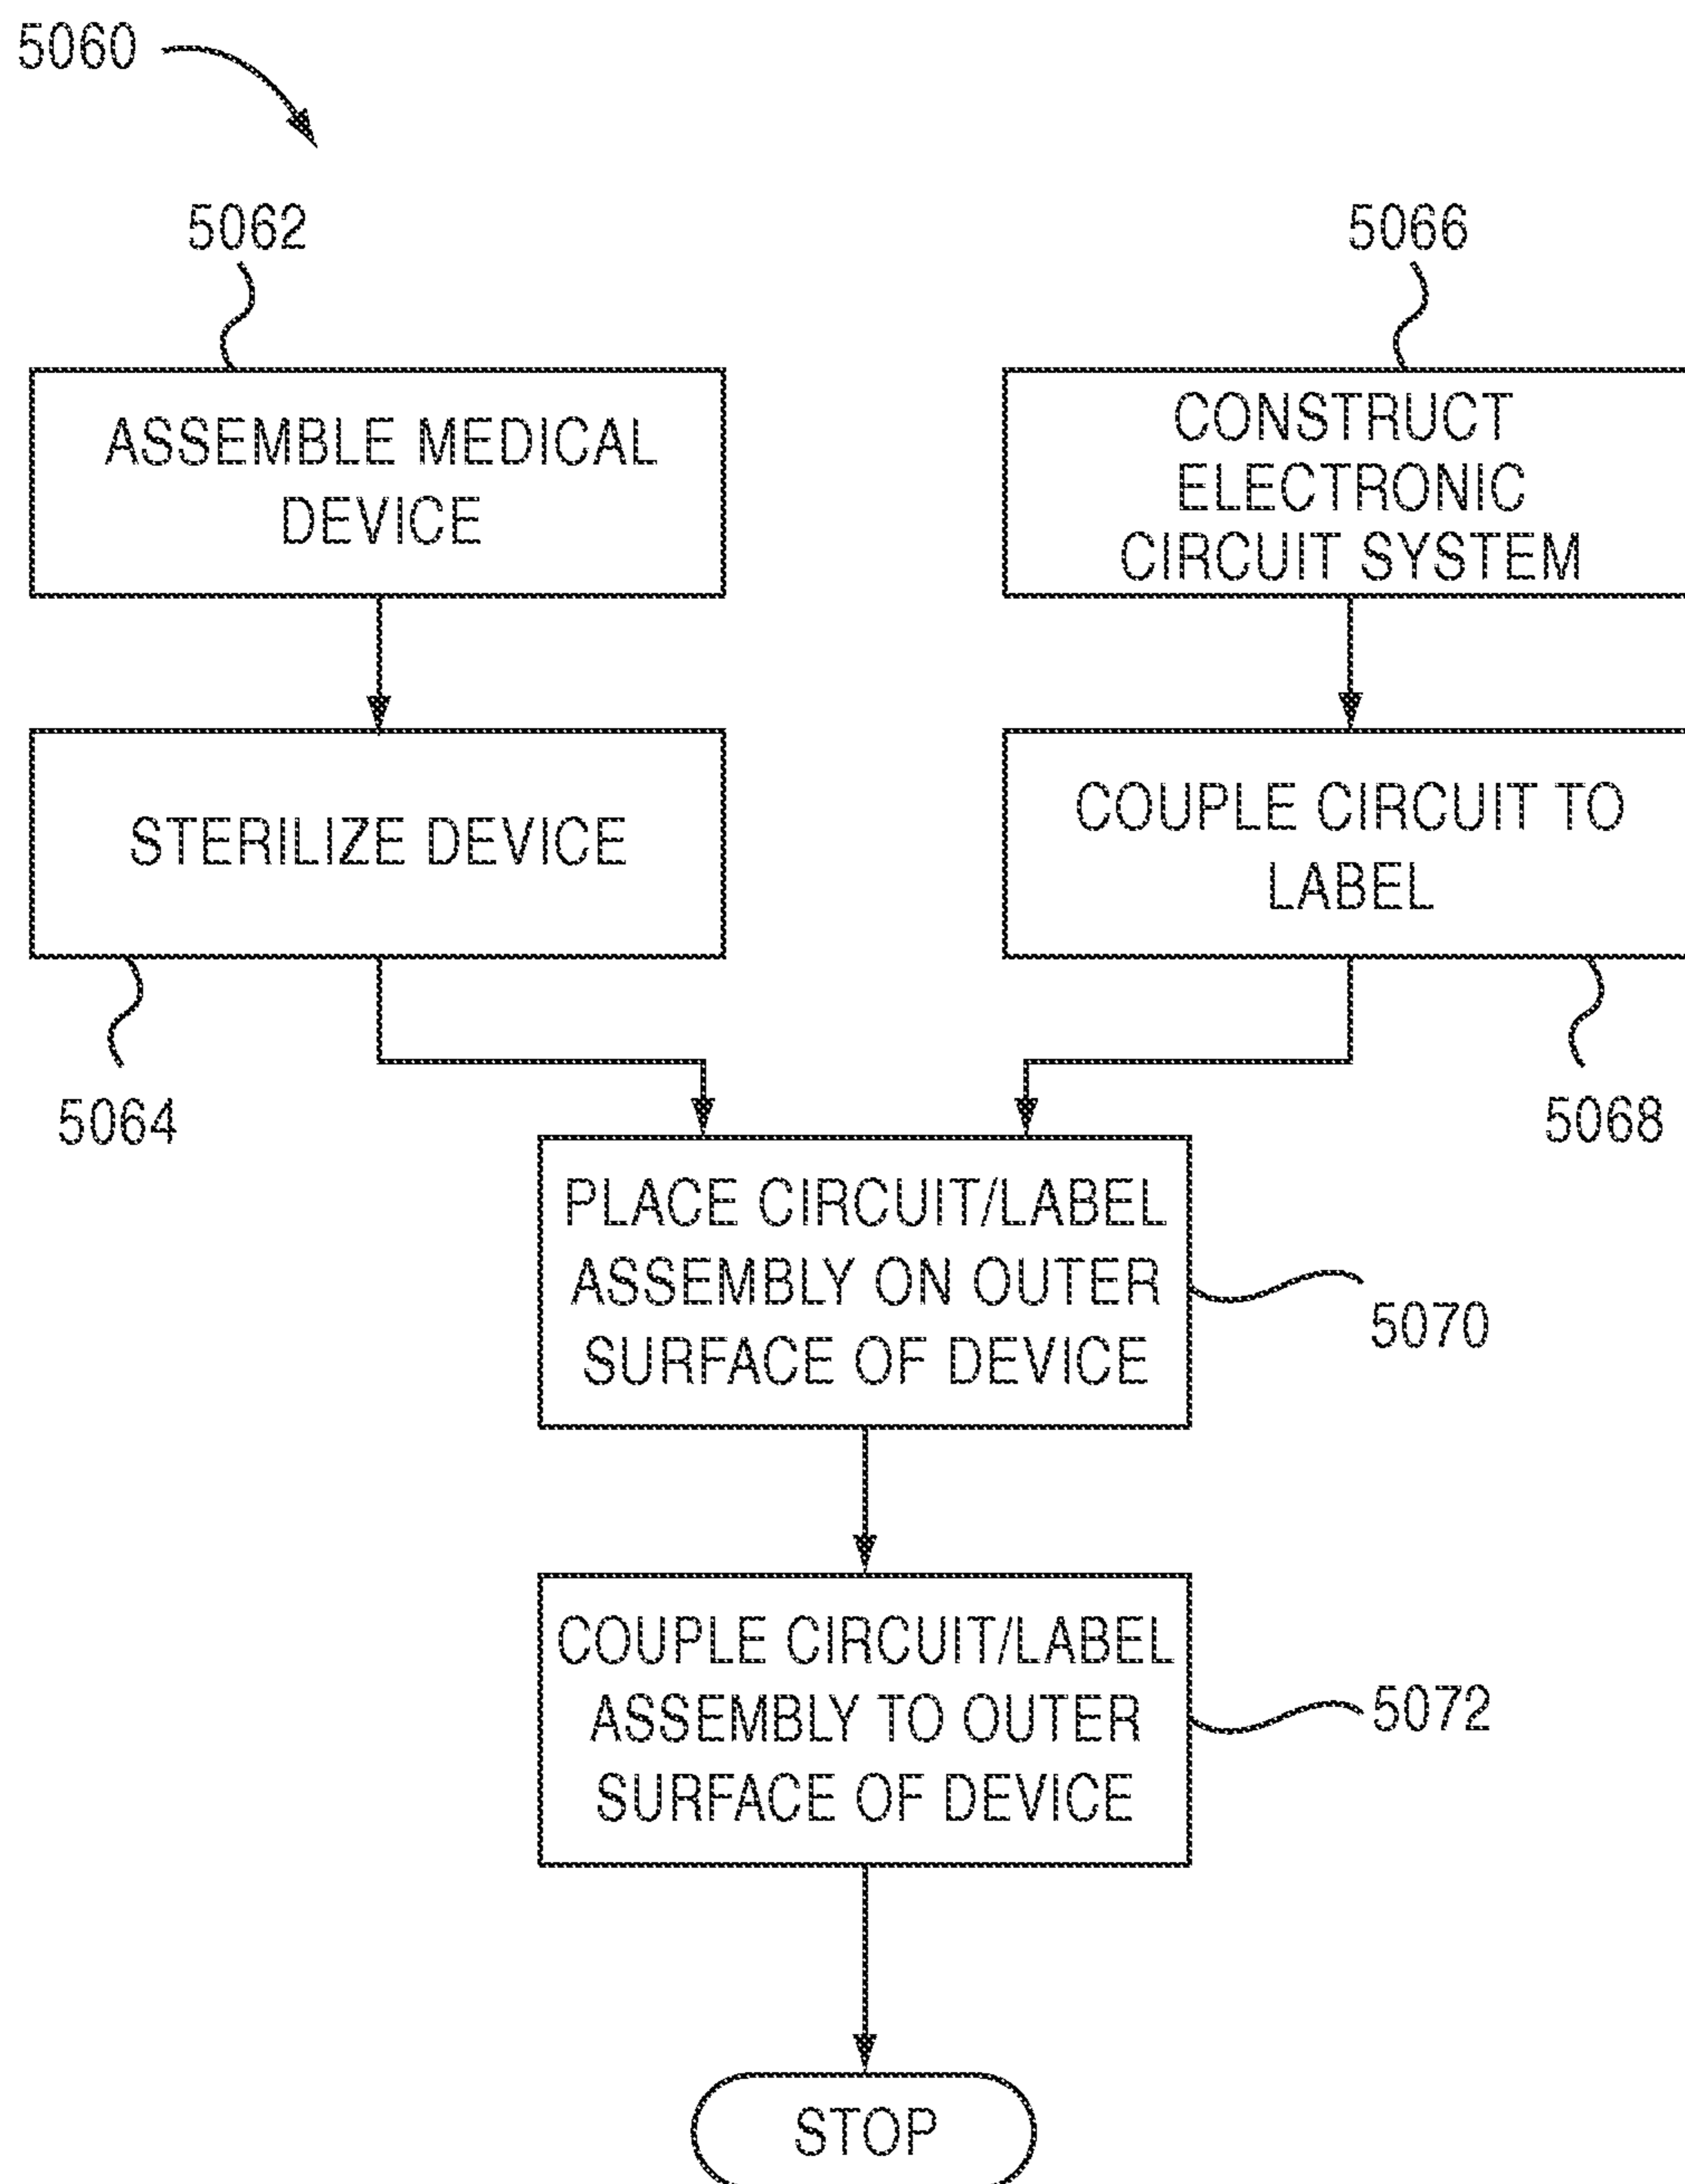 5060
5062
5066
ASSEMBLE MEDICAL
DEVICE
CONSTRUCT
ELECTRONIC
CIRCUIT SYSTEM
STERILIZE DEVICE
COUPLE CIRCUIT TO
LABEL
5064
5068
PLACE CIRCUIT/LABEL
ASSEMBLY ON OUTER
SURFACE OF DEVICE
5070
COUPLE CIRCUIT/LABEL
ASSEMBLY TO OUTER
SURFACE OF DEVICE
5072
STOP